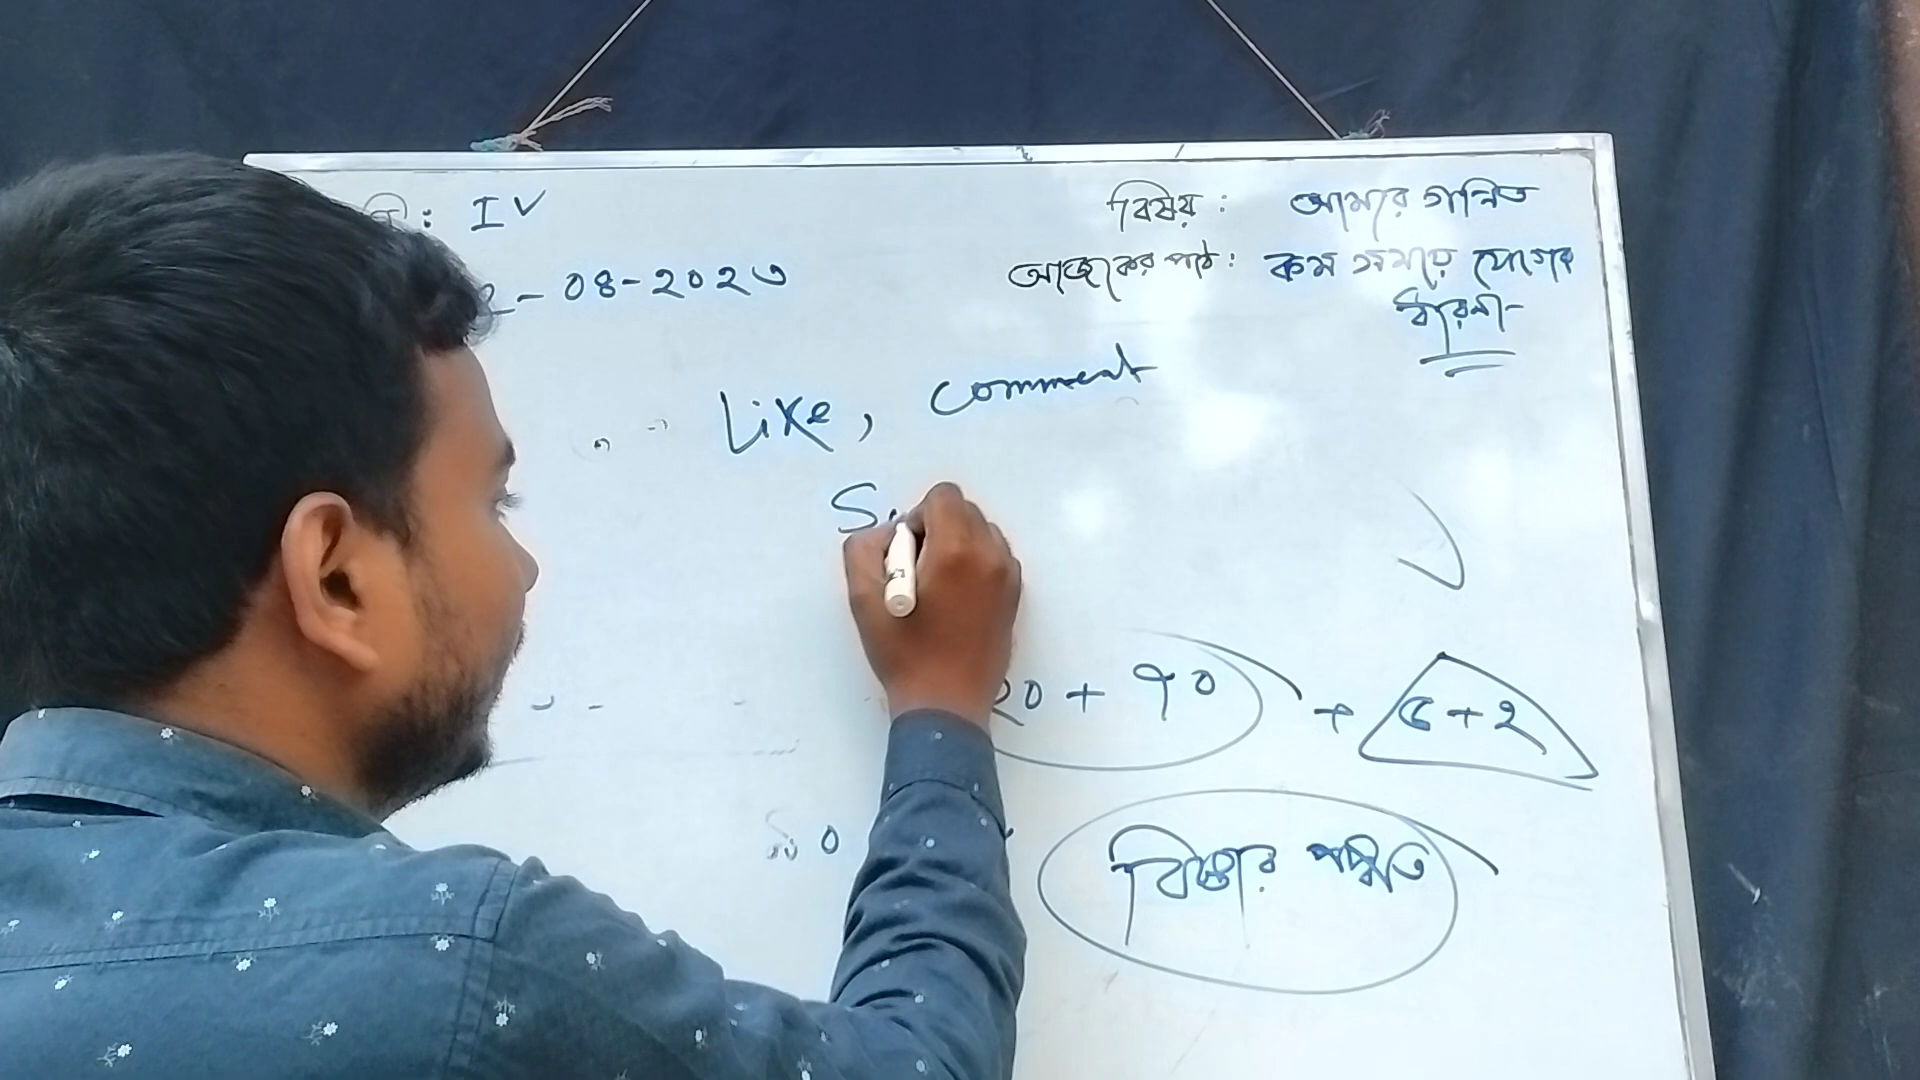 : IV
বিষয় : আমার গণিত
২-০৪-২০২৩
আজকের পাঠ : কম সময়ে যোগের
ধারণা
Like, comment
S
২০ + ৭০ + ৫+২
০
বিস্তার পদ্ধতি